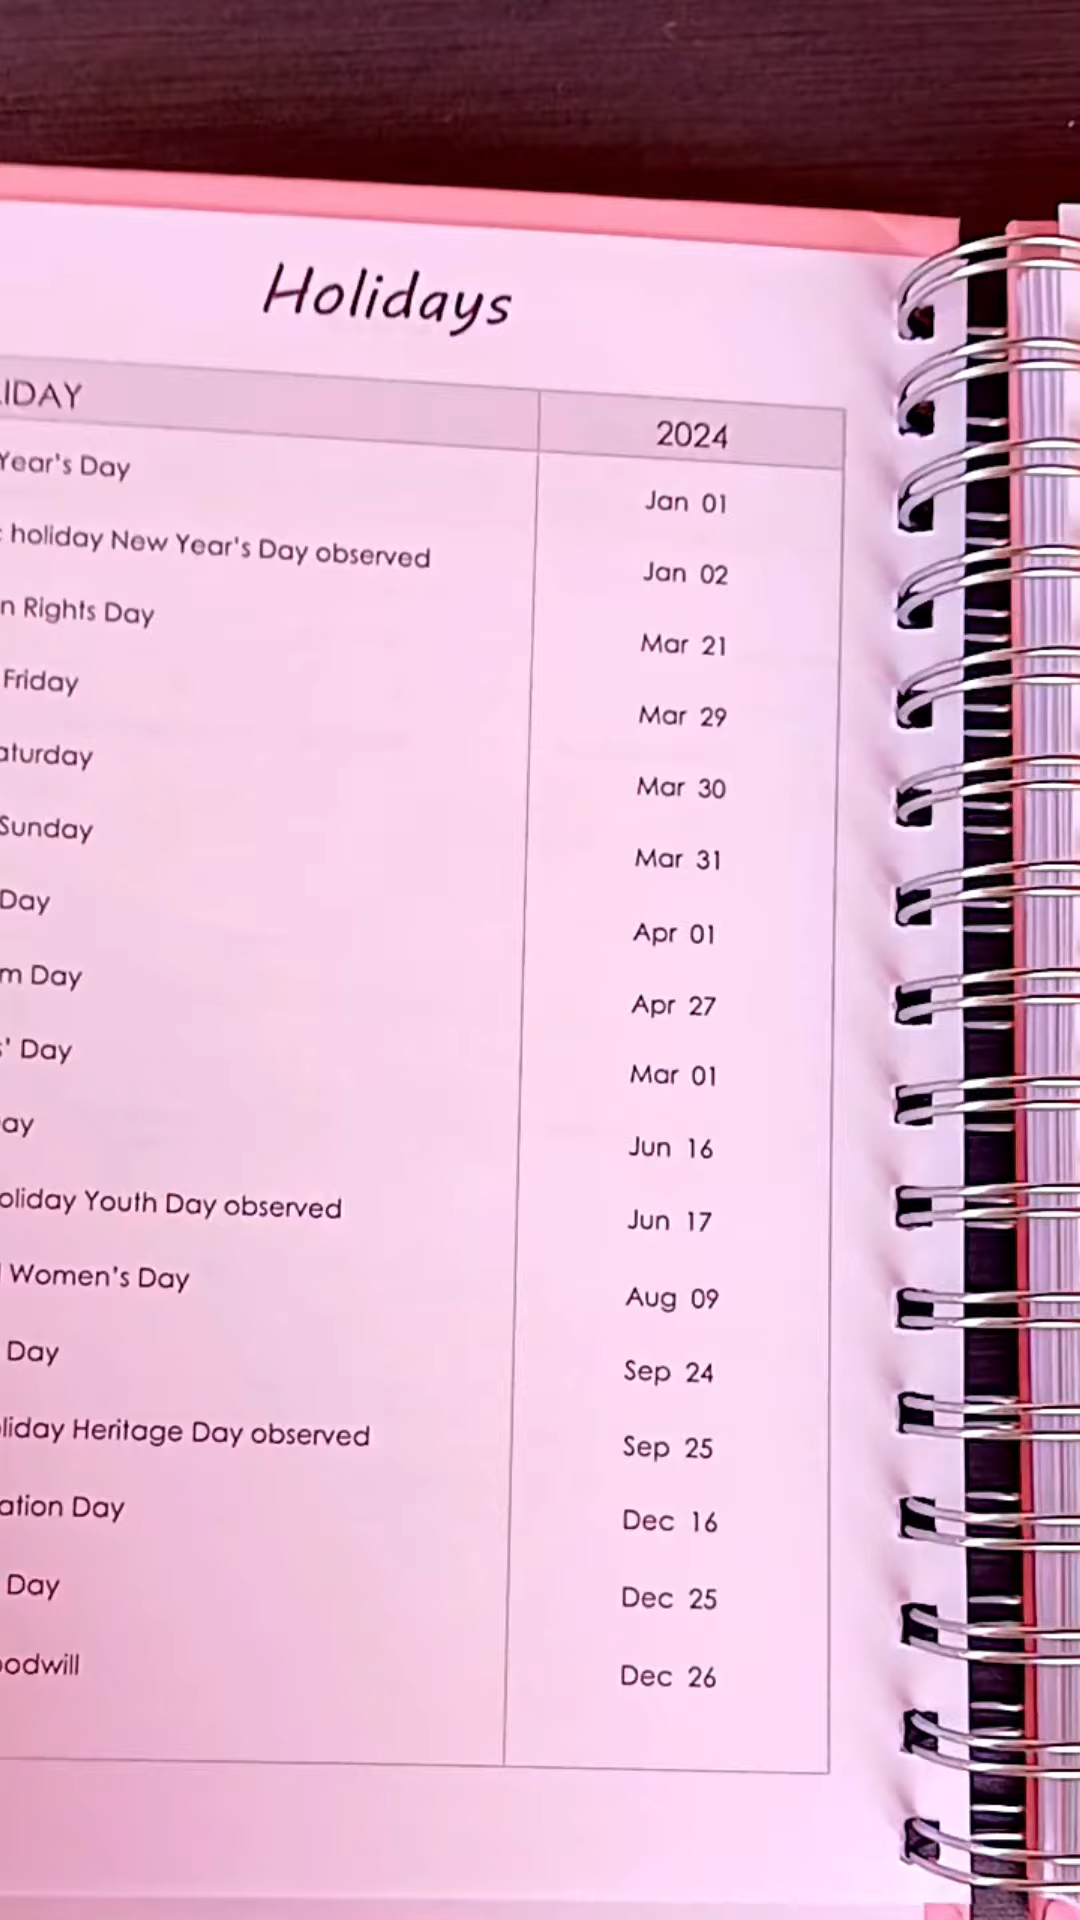 Holidays
LIDAY 2024
Year's Day Jan 01
holiday New Year's Day observed Jan 02
n Rights Day Mar 21
Friday Mar 29
aturday Mar 30
Sunday Mar 31
Day Apr 01
m Day Apr 27
s' Day Mar 01
ay Jun 16
oliday Youth Day observed Jun 17
Women's Day Aug 09
Day Sep 24
liday Heritage Day observed Sep 25
ation Day Dec 16
Day Dec 25
oodwill Dec 26